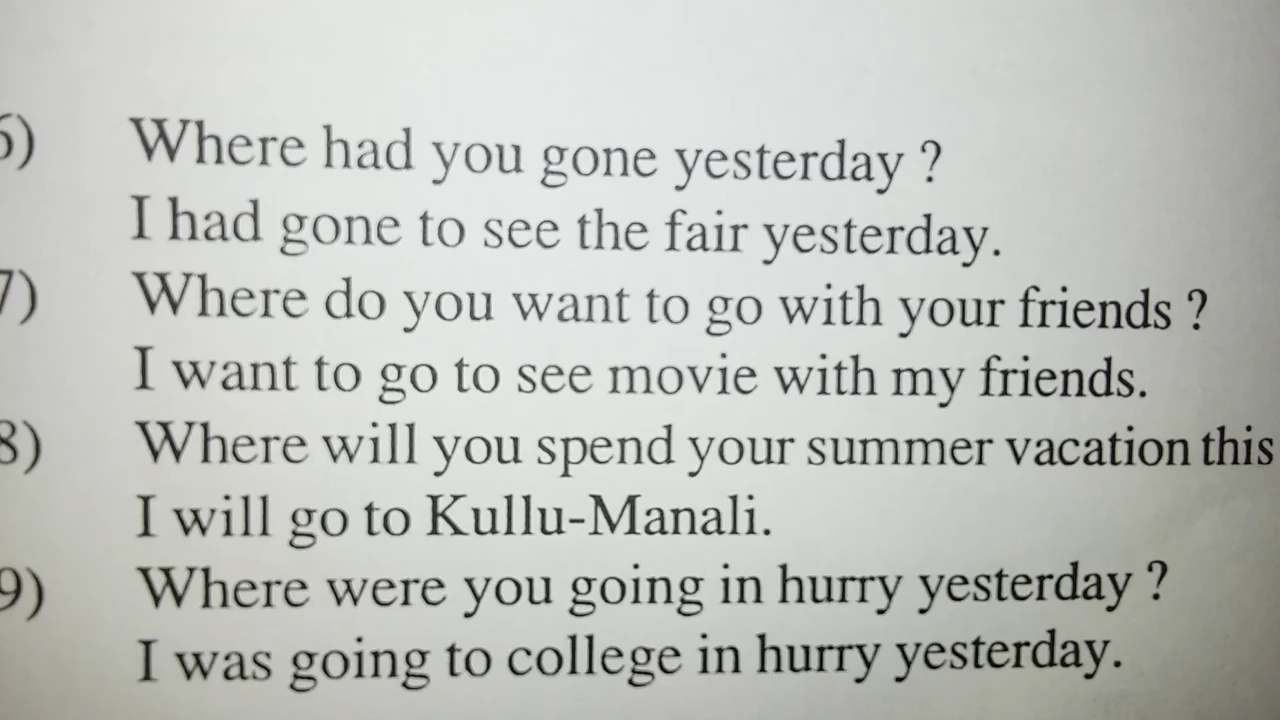 6) Where had you gone yesterday ?
I had gone to see the fair yesterday.
7) Where do you want to go with your friends ?
I want to go to see movie with my friends.
8) Where will you spend your summer vacation this
I will go to Kullu-Manali.
9) Where were you going in hurry yesterday ?
I was going to college in hurry yesterday.